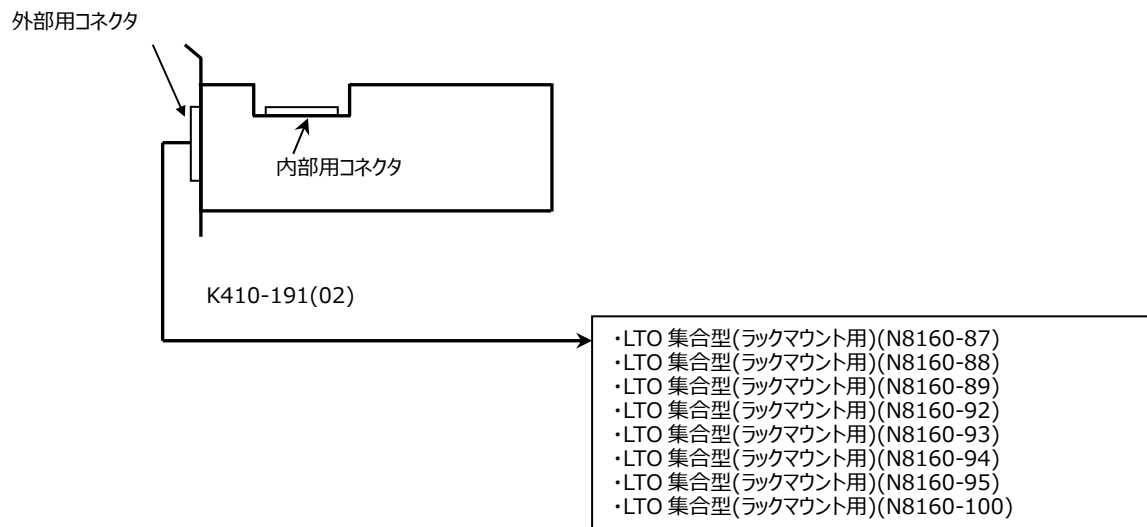 外部用コネクタ
内部用コネクタ
K410-191(02)
・LTO 集合型(ラックマウント用)(N8160-87)
・LTO 集合型(ラックマウント用)(N8160-88)
・LTO 集合型(ラックマウント用)(N8160-89)
・LTO 集合型(ラックマウント用)(N8160-92)
・LTO 集合型(ラックマウント用)(N8160-93)
・LTO 集合型(ラックマウント用)(N8160-94)
・LTO 集合型(ラックマウント用)(N8160-95)
・LTO 集合型(ラックマウント用)(N8160-100)